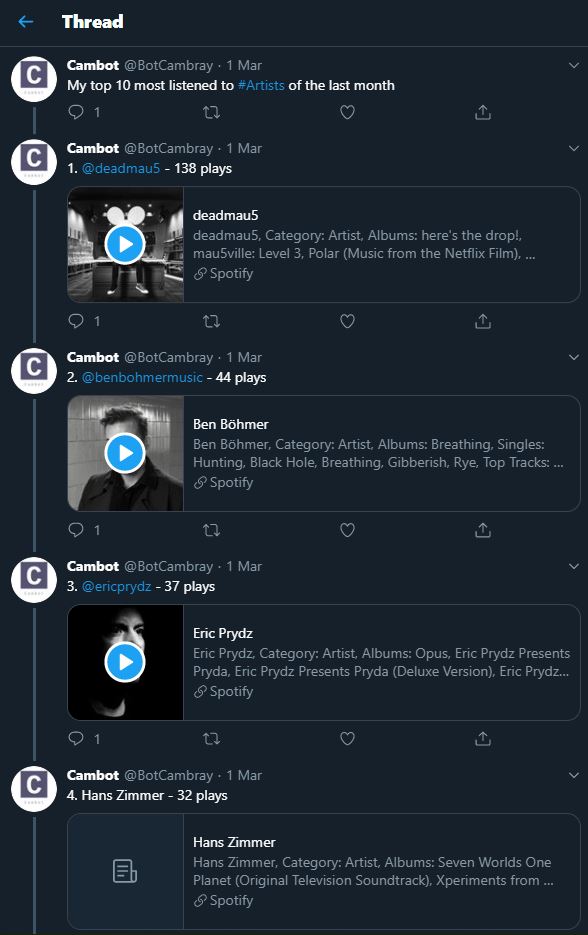 Thread
Cambot @BotCambray · 1 Mar
My top 10 most listened to #Artists of the last month
1
Cambot @BotCambray · 1 Mar
1. @deadmau5 - 138 plays
deadmau5
deadmau5, Category: Artist, Albums: here's the drop!,
mau5ville: Level 3, Polar (Music from the Netflix Film), ...
Spotify
1
Cambot @BotCambray · 1 Mar
2. @benbohmermusic - 44 plays
Ben Böhmer
Ben Böhmer, Category: Artist, Albums: Breathing, Singles:
Hunting, Black Hole, Breathing, Gibberish, Rye, Top Tracks: ...
Spotify
1
Cambot @BotCambray · 1 Mar
3. @ericprydz - 37 plays
Eric Prydz
Eric Prydz, Category: Artist, Albums: Opus, Eric Prydz Presents
Pryda, Eric Prydz Presents Pryda (Deluxe Version), Eric Prydz...
Spotify
1
Cambot @BotCambray · 1 Mar
4. Hans Zimmer - 32 plays
Hans Zimmer
Hans Zimmer, Category: Artist, Albums: Seven Worlds One
Planet (Original Television Soundtrack), Xperiments from ...
Spotify